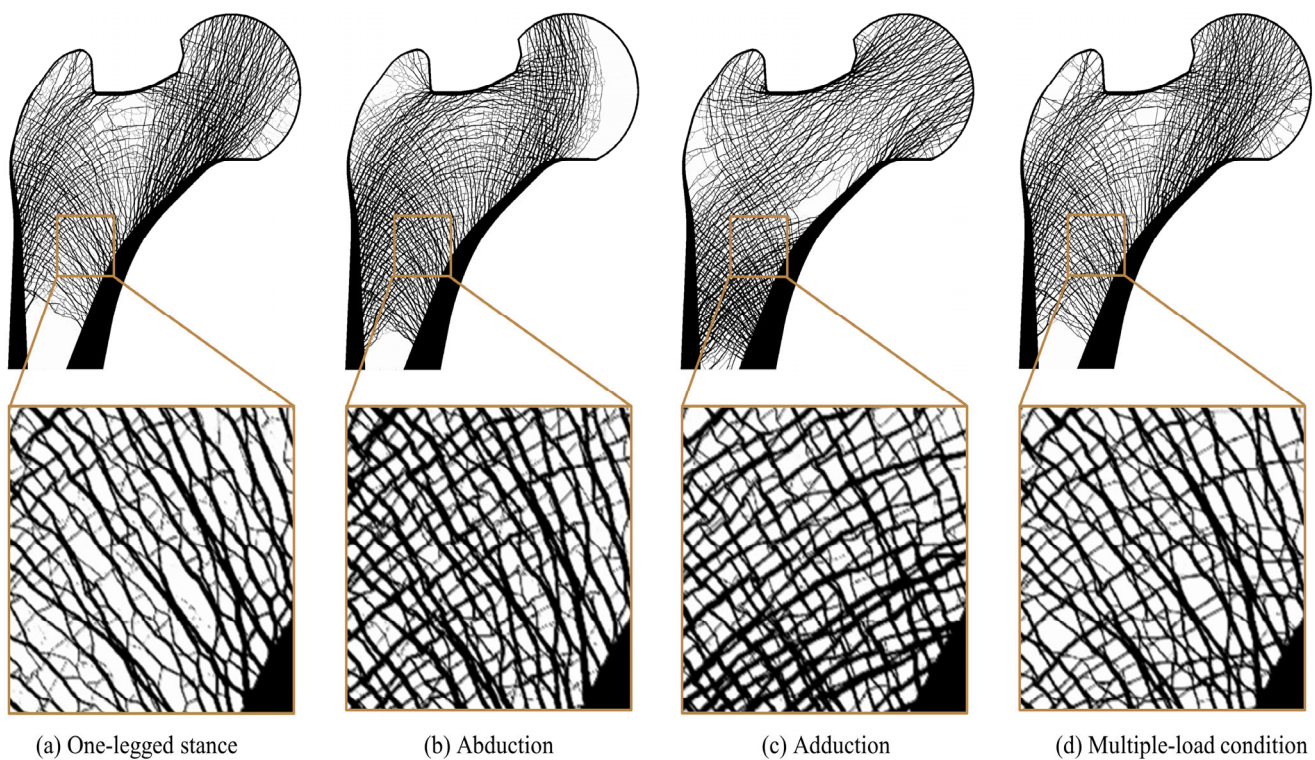 (a) One-legged stance
(b) Abduction
(c) Adduction
(d) Multiple-load condition